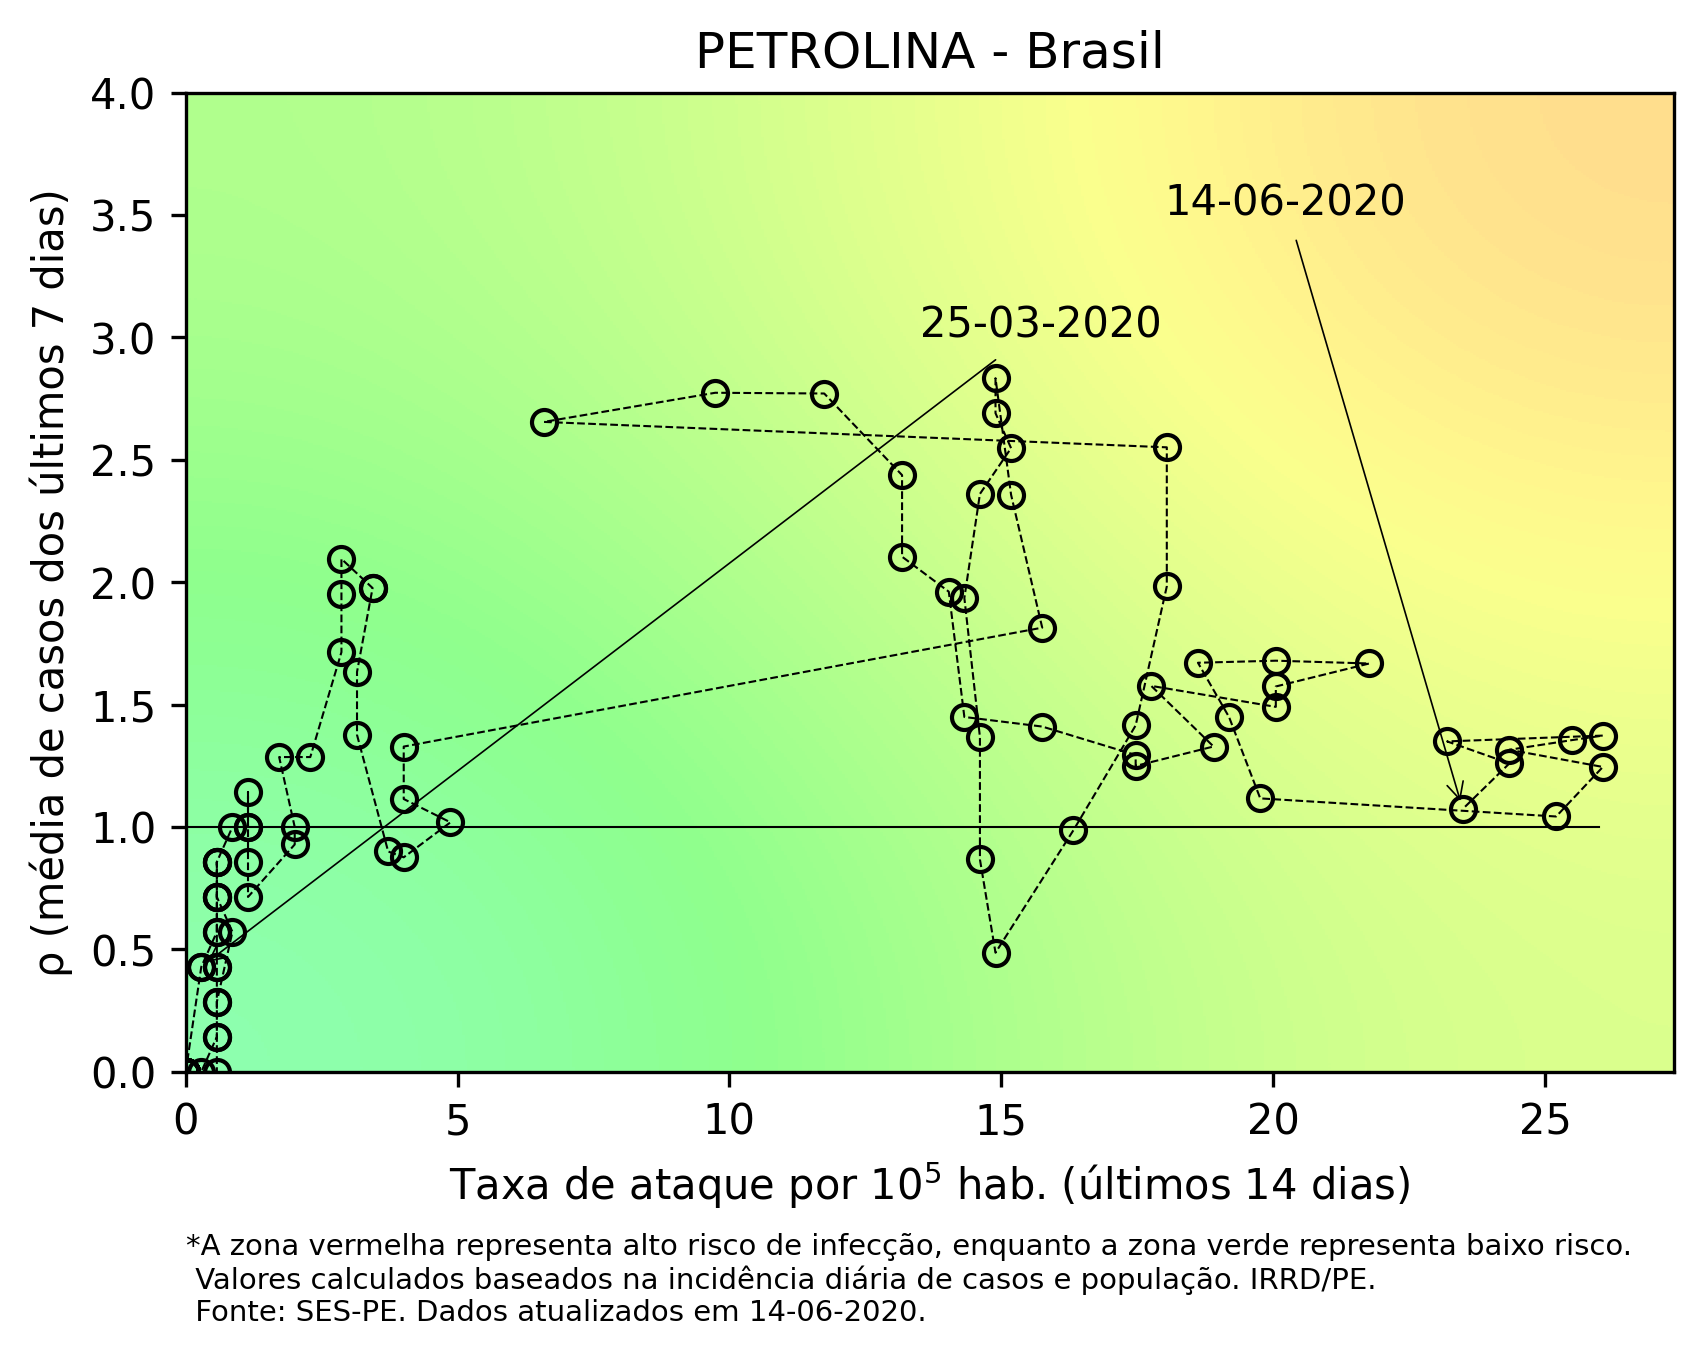 PETROLINA - Brasil
4.0
3.5
3.0
2.5
2.0
1.5
1.0
0.5
0.0
ρ (média de casos dos últimos 7 dias)
14-06-2020
25-03-2020
0 5 10 15 20 25
Taxa de ataque por 10⁵ hab. (últimos 14 dias)
*A zona vermelha representa alto risco de infecção, enquanto a zona verde representa baixo risco.
Valores calculados baseados na incidência diária de casos e população. IRRD/PE.
Fonte: SES-PE. Dados atualizados em 14-06-2020.